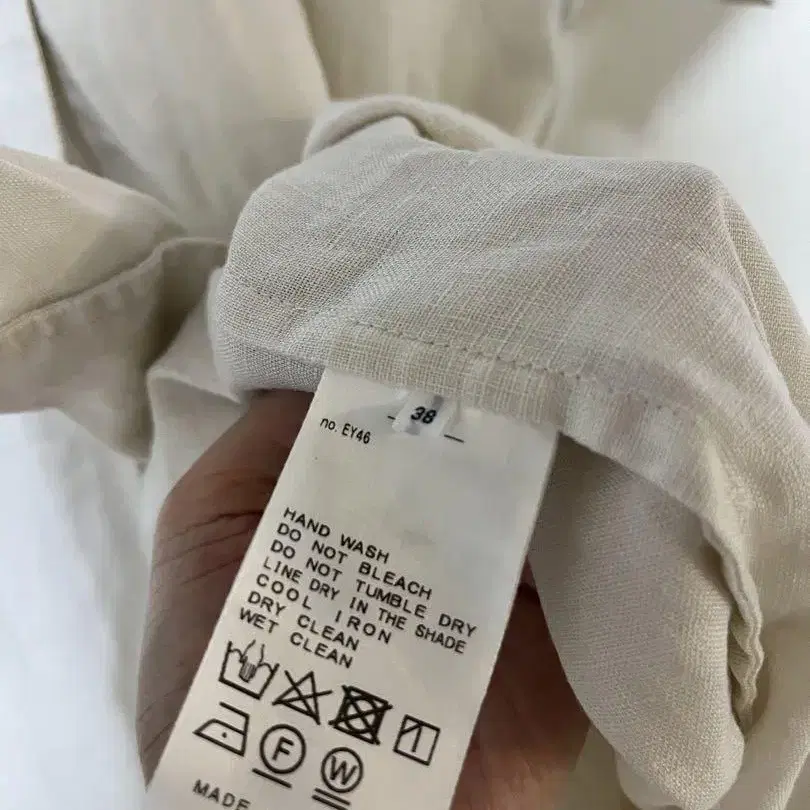 38
no. EY46
HAND WASH
DO NOT BLEACH
DO NOT TUMBLE DRY
LINE DRY IN THE SHADE
COOL IRON
DRY CLEAN
WET CLEAN
F
W
MADE